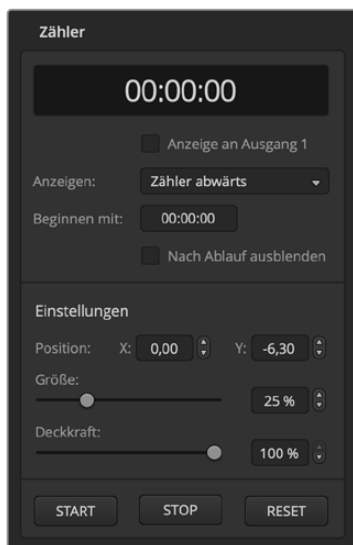 Zähler
00:00:00
Anzeige an Ausgang 1
Anzeigen: Zähler abwärts
Beginnen mit: 00:00:00
Nach Ablauf ausblenden
Einstellungen
Position: X: 0,00 Y: -6,30
Größe:
25 %
Deckkraft:
100 %
START STOP RESET